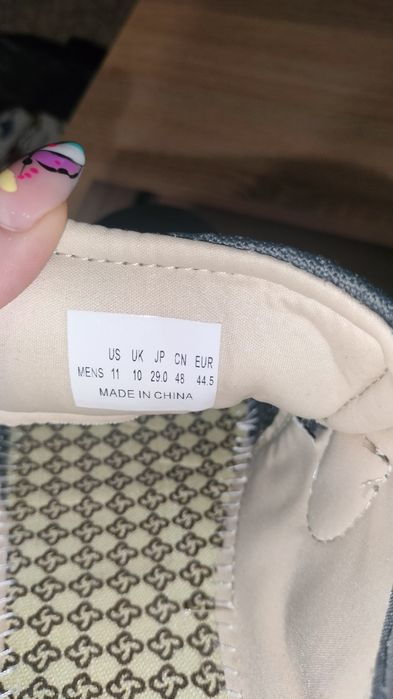 US UK JP CN EUR
MENS 11 10 29.0 48 44.5
MADE IN CHINA